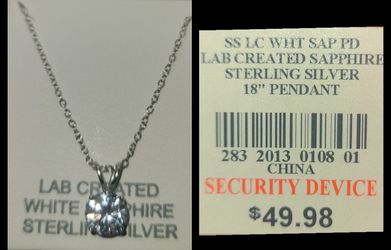 LAB CREATED
WHITE SAPPHIRE
STERLING SILVER
SS LC WHT SAP PD
LAB CREATED SAPPHIRE
STERLING SILVER
18" PENDANT
283 2013 0108 01
CHINA
SECURITY DEVICE
$49.98